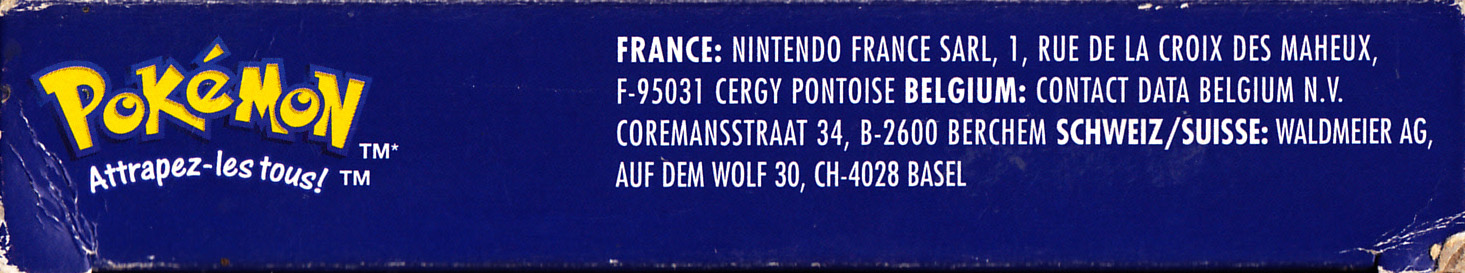 POKéMON
TM*
Attrapez-les tous! TM
FRANCE: NINTENDO FRANCE SARL, 1, RUE DE LA CROIX DES MAHEUX,
F-95031 CERGY PONTOISE BELGIUM: CONTACT DATA BELGIUM N.V.
COREMANSSTRAAT 34, B-2600 BERCHEM SCHWEIZ/SUISSE: WALDMEIER AG,
AUF DEM WOLF 30, CH-4028 BASEL